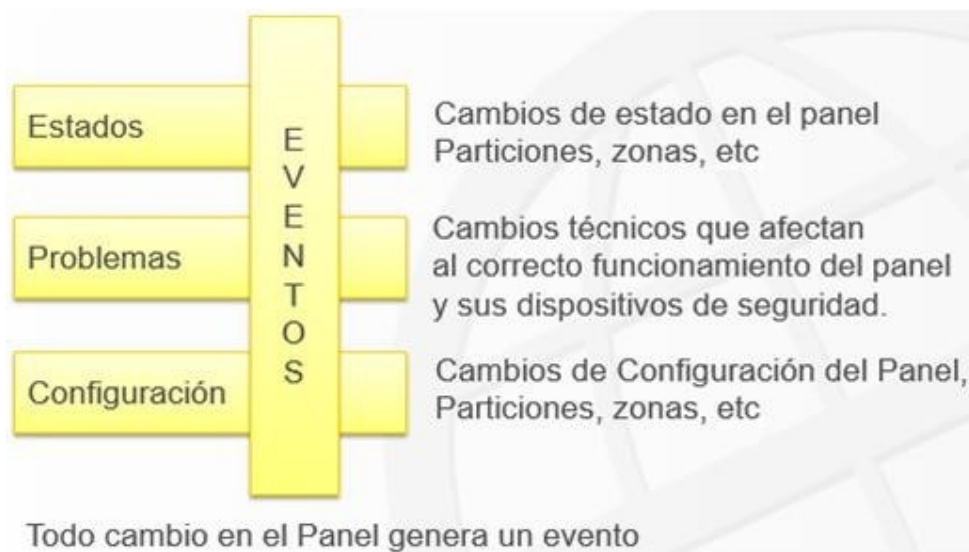 Estados
EVENTOS
Cambios de estado en el panel
Particiones, zonas, etc
Problemas
Cambios técnicos que afectan
al correcto funcionamiento del panel
y sus dispositivos de seguridad.
Configuración
Cambios de Configuración del Panel,
Particiones, zonas, etc
Todo cambio en el Panel genera un evento